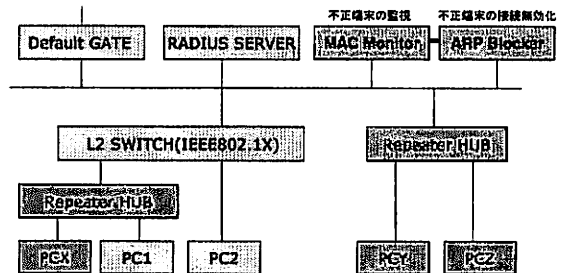 不正端末の監視 不正端末の接続無効化
Default GATE RADIUS SERVER MAC Monitor ARP Blocker
L2 SWITCH(IEEE802.1X) Repeater HUB
Repeater HUB
PCX PC1 PC2 PCY PCZ